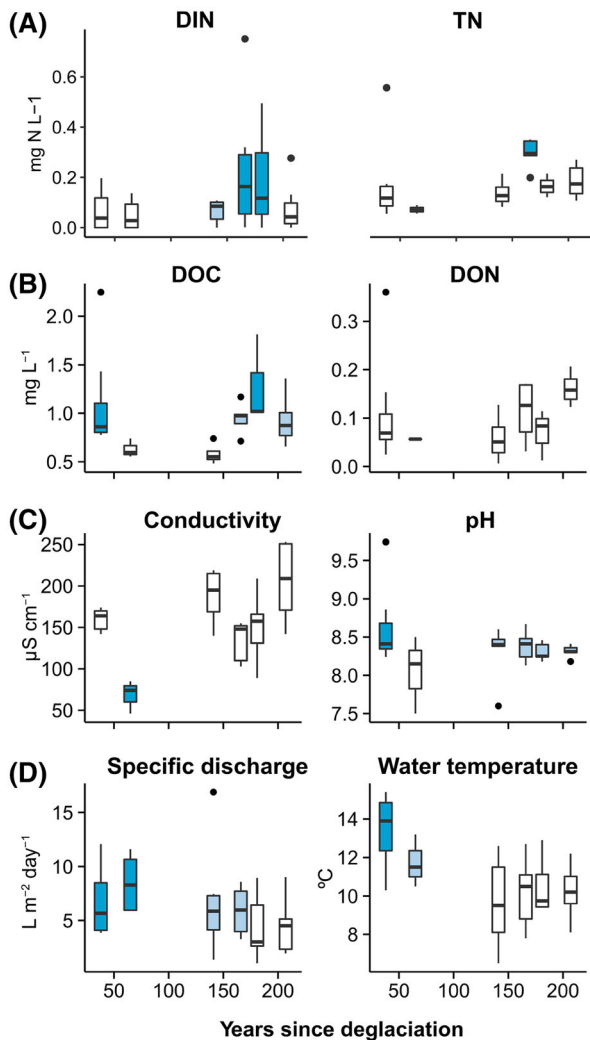 (A) DIN TN
mg N L−1
0.6
0.4
0.2
0.0
(B) DOC DON
mg L−1
2.0
1.5
1.0
0.5
0.3
0.2
0.1
0.0
(C) Conductivity pH
µS cm−1
250
200
150
100
50
9.5
9.0
8.5
8.0
7.5
(D) Specific discharge Water temperature
L m−2 day−1
15
10
5
ºC
14
12
10
8
50 100 150 200 50 100 150 200
Years since deglaciation